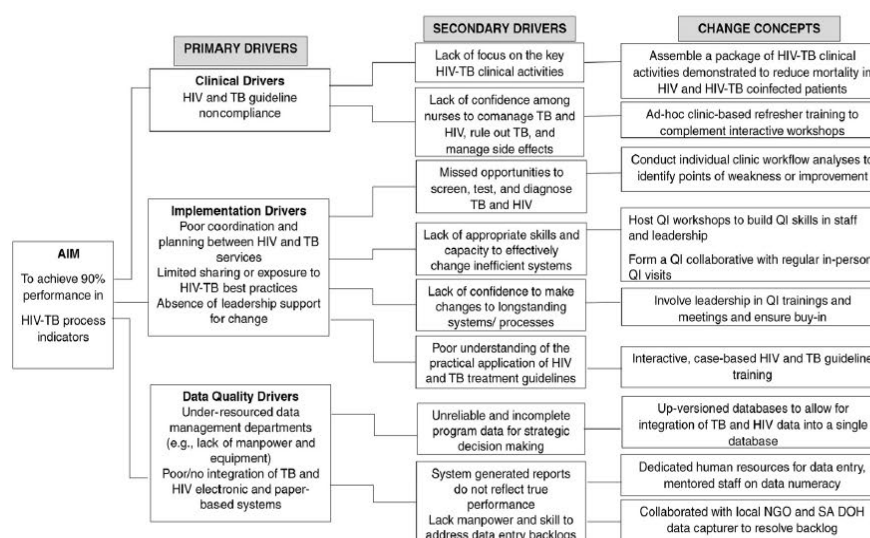 PRIMARY DRIVERS
SECONDARY DRIVERS
CHANGE CONCEPTS
AIM
To achieve 90%
performance in
HIV-TB process
indicators
Clinical Drivers
HIV and TB guideline
noncompliance
Implementation Drivers
Poor coordination and
planning between HIV and TB
services
Limited sharing or exposure to
HIV-TB best practices
Absence of leadership support
for change
Data Quality Drivers
Under-resourced data
management departments
(e.g., lack of manpower and
equipment)
Poor/no integration of TB and
HIV electronic and paper-
based systems
Lack of focus on the key
HIV-TB clinical activities
Lack of confidence among
nurses to comanage TB and
HIV, rule out TB, and
manage side effects
Missed opportunities to
screen, test, and diagnose
TB and HIV
Lack of appropriate skills and
capacity to effectively
change inefficient systems
Lack of confidence to make
changes to longstanding
systems/ processes
Poor understanding of the
practical application of HIV
and TB treatment guidelines
Unreliable and incomplete
program data for strategic
decision making
System generated reports
do not reflect true
performance
Lack manpower and skill to
address data entry backlogs
Assemble a package of HIV-TB clinical
activities demonstrated to reduce mortality in
HIV and HIV-TB coinfected patients
Ad-hoc clinic-based refresher training to
complement interactive workshops
Conduct individual clinic workflow analyses to
identify points of weakness or improvement
Host QI workshops to build QI skills in staff
and leadership
Form a QI collaborative with regular in-person
QI visits
Involve leadership in QI trainings and
meetings and ensure buy-in
Interactive, case-based HIV and TB guideline
training
Up-versioned databases to allow for
integration of TB and HIV data into a single
database
Dedicated human resources for data entry,
mentored staff on data numeracy
Collaborated with local NGO and SA DOH
data capturer to resolve backlog